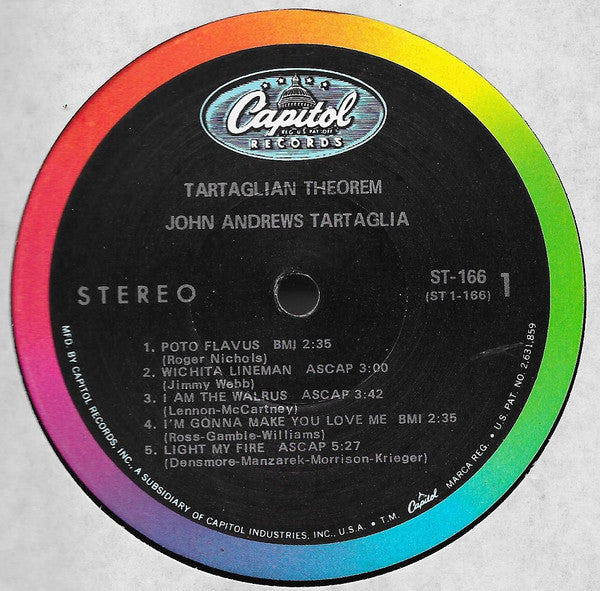 Capitol
REG. U.S. PAT. OFF.
RECORDS
TARTAGLIAN THEOREM
JOHN ANDREWS TARTAGLIA
STEREO
ST-166
(ST 1-166)
1
1. POTO FLAVUS BMI 2:35
(Roger Nichols)
2. WICHITA LINEMAN ASCAP 3:00
(Jimmy Webb)
3. I AM THE WALRUS ASCAP 3:42
(Lennon-McCartney)
4. I'M GONNA MAKE YOU LOVE ME BMI 2:35
(Ross-Gamble-Williams)
5. LIGHT MY FIRE ASCAP 5:27
(Densmore-Manzarek-Morrison-Krieger)
MFD. BY CAPITOL RECORDS, INC., A SUBSIDIARY OF CAPITOL INDUSTRIES, INC., U.S.A. • T.M. Capitol MARCA REG. • U.S. PAT. NO. 2,631,859